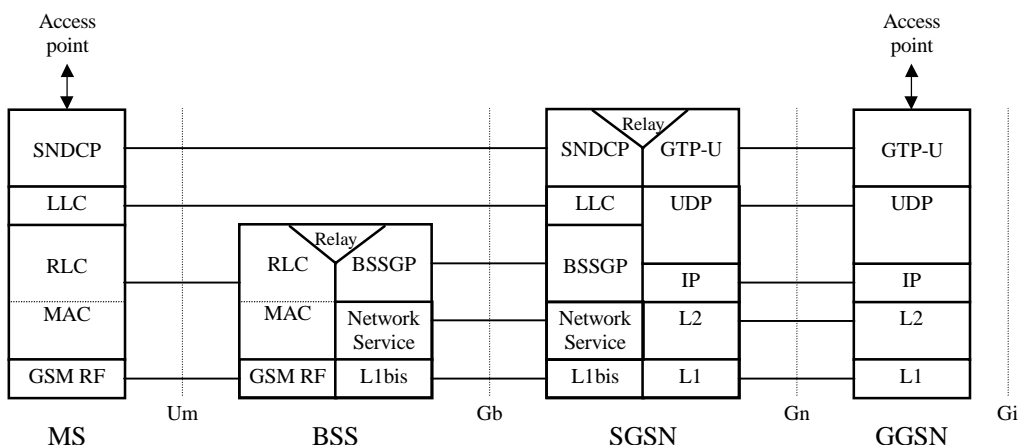 Access
point
Access
point
Relay
SNDCP
SNDCP
GTP-U
GTP-U
LLC
LLC
UDP
UDP
Relay
RLC
RLC
BSSGP
BSSGP
IP
IP
MAC
MAC
Network
Service
Network
Service
L2
L2
GSM RF
GSM RF
L1bis
L1bis
L1
L1
Um
Gb
Gn
Gi
MS
BSS
SGSN
GGSN